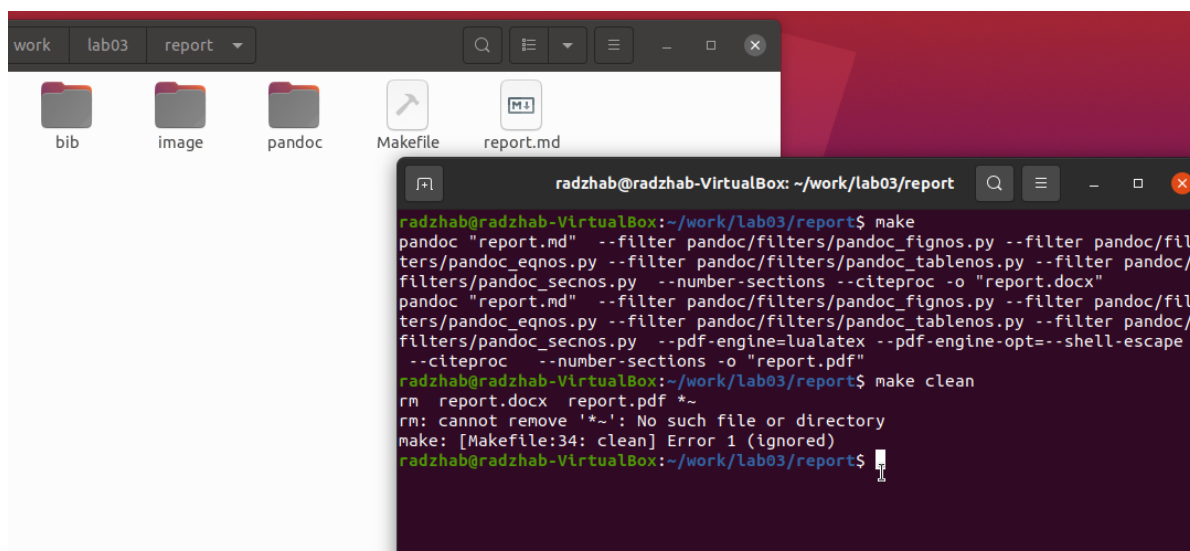 work lab03 report
bib image pandoc Makefile report.md
M↓
radzhab@radzhab-VirtualBox: ~/work/lab03/report
radzhab@radzhab-VirtualBox:~/work/lab03/report$ make
pandoc "report.md"  --filter pandoc/filters/pandoc_fignos.py --filter pandoc/fil
ters/pandoc_eqnos.py --filter pandoc/filters/pandoc_tablenos.py --filter pandoc/
filters/pandoc_secnos.py  --number-sections --citeproc -o "report.docx"
pandoc "report.md"  --filter pandoc/filters/pandoc_fignos.py --filter pandoc/fil
ters/pandoc_eqnos.py --filter pandoc/filters/pandoc_tablenos.py --filter pandoc/
filters/pandoc_secnos.py  --pdf-engine=lualatex --pdf-engine-opt=--shell-escape
 --citeproc   --number-sections -o "report.pdf"
radzhab@radzhab-VirtualBox:~/work/lab03/report$ make clean
rm  report.docx  report.pdf *~
rm: cannot remove '*~': No such file or directory
make: [Makefile:34: clean] Error 1 (ignored)
radzhab@radzhab-VirtualBox:~/work/lab03/report$